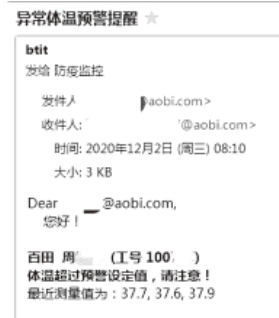 异常体温预警提醒
btit
发给 防疫监控
发件人 aobi.com>
收件人: @aobi.com>
时间: 2020年12月2日 (周三) 08:10
大小: 3 KB
Dear @aobi.com,
您好！
百田 周 (工号 100 )
体温超过预警设定值，请注意！
最近测量值为：37.7, 37.6, 37.9